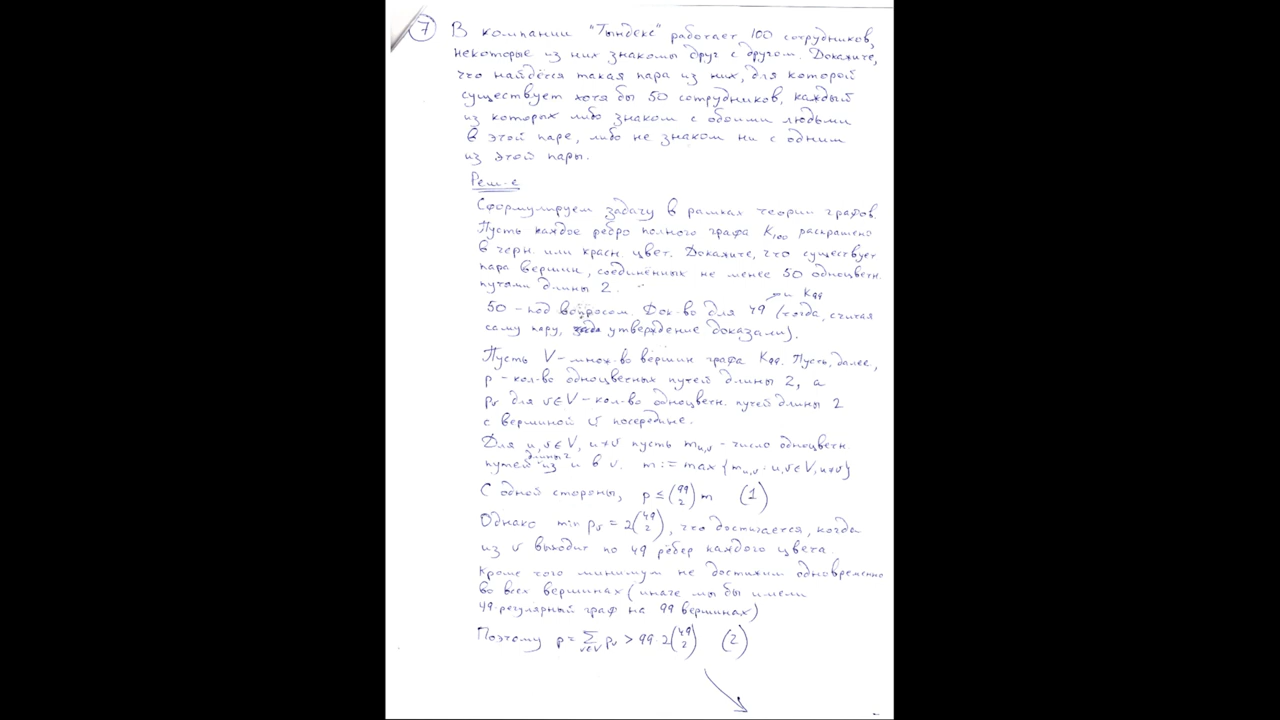 7 В компании "Тындекс" работает 100 сотрудников,
некоторые из них знакомы друг с другом. Докажите,
что найдётся такая пара из них, для которой
существует хотя бы 50 сотрудников, каждый
из которых либо знаком с обоими людьми
в этой паре, либо не знаком ни с одним
из этой пары.
Реш-е
Сформулируем задачу в рамках теории графов.
Пусть каждое ребро полного графа K₁₀₀ раскрашено
в черн. или красн. цвет. Докажите, что существует
пара вершин, соединённых не менее 50 одноцветн.
путями длины 2.
и K₉₉
50 - под вопросом. Док-во для 49 (тогда, считая
саму пару, утверждение доказали).
Пусть V - множ-во вершин графа K₉₉. Пусть, далее,
p - кол-во одноцветных путей длины 2, а
pᵥ для v∈V - кол-во одноцветн. путей длины 2
с вершиной v посередине.
Для u,v∈V, u≠v пусть m_{u,v} - число одноцветн.
длины 2
путей из u в v. m := max{m_{u,v} : u,v∈V, u≠v}
С одной стороны, p ≤ (99 2) m (1)
Однако min pᵥ = 2(49 2), что достигается, когда
из v выходит по 49 рёбер каждого цвета.
Кроме того минимум не достижим одновременно
во всех вершинах (иначе мы бы имели
49-регулярный граф на 99 вершинах)
Поэтому p = ∑_{v∈V} pᵥ > 99·2(49 2) (2)